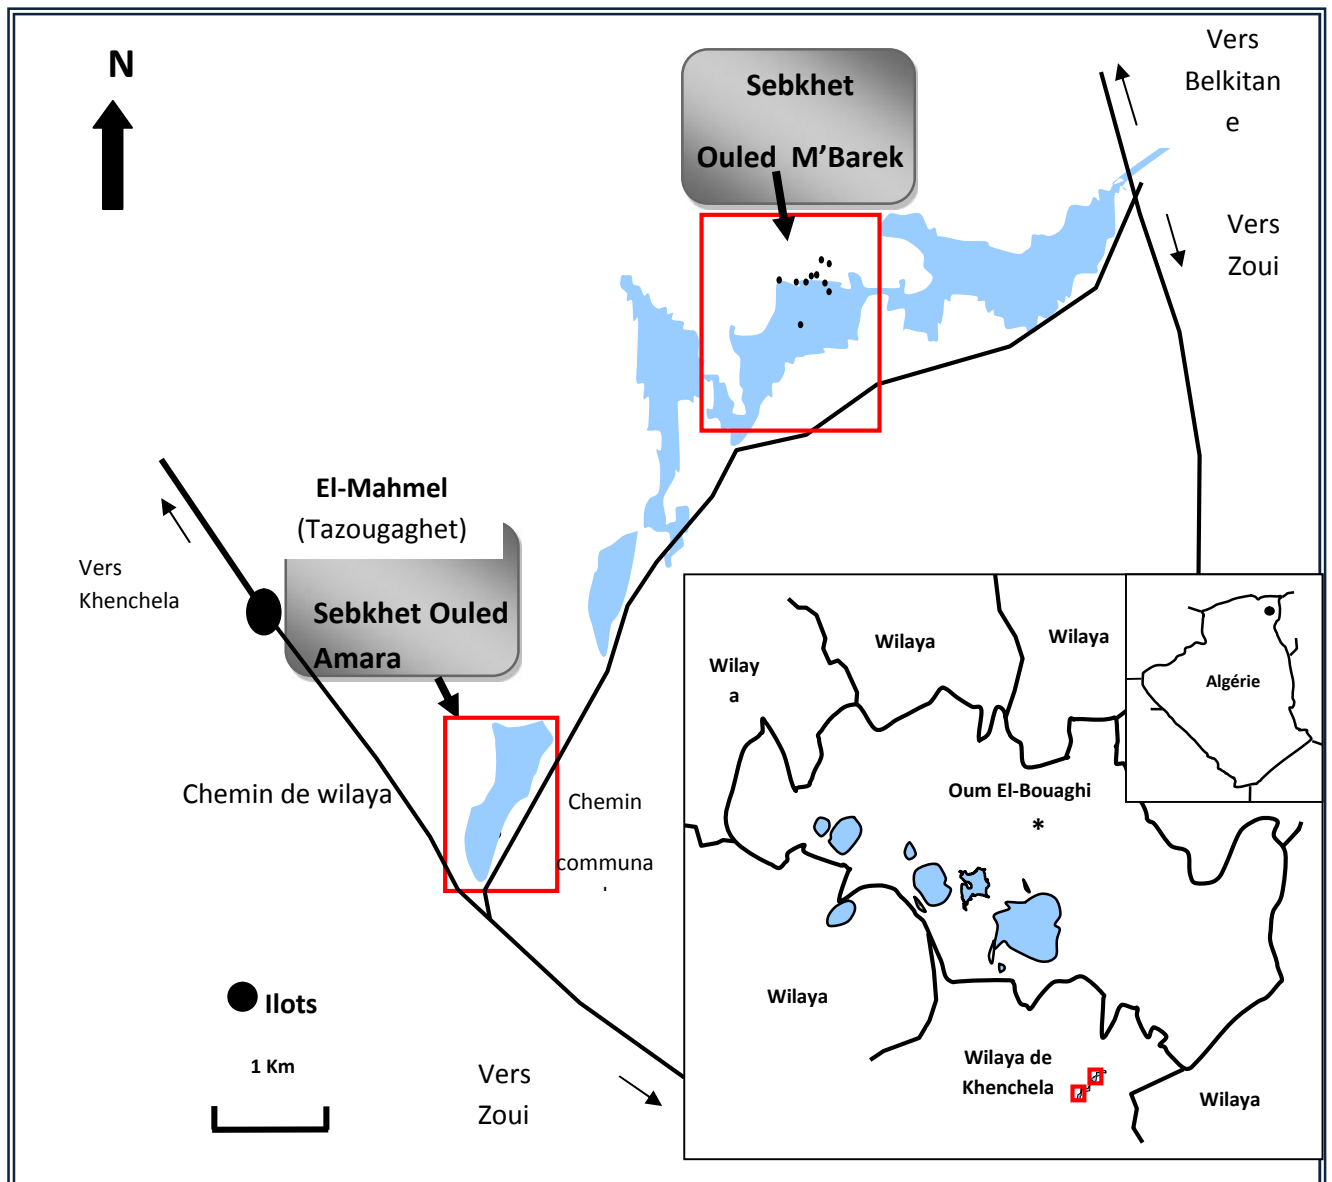 N
Sebkhet
Ouled M'Barek
Vers
Belkitan
e
Vers
Zoui
El-Mahmel
(Tazougaghet)
Vers
Khenchela
Sebkhet Ouled
Amara
Chemin de wilaya
Chemin
communa
Ilots
1 Km
Vers
Zoui
Wilay
a
Wilaya
Wilaya
Algérie
Oum El-Bouaghi
*
Wilaya
Wilaya de
Khenchela
Wilaya